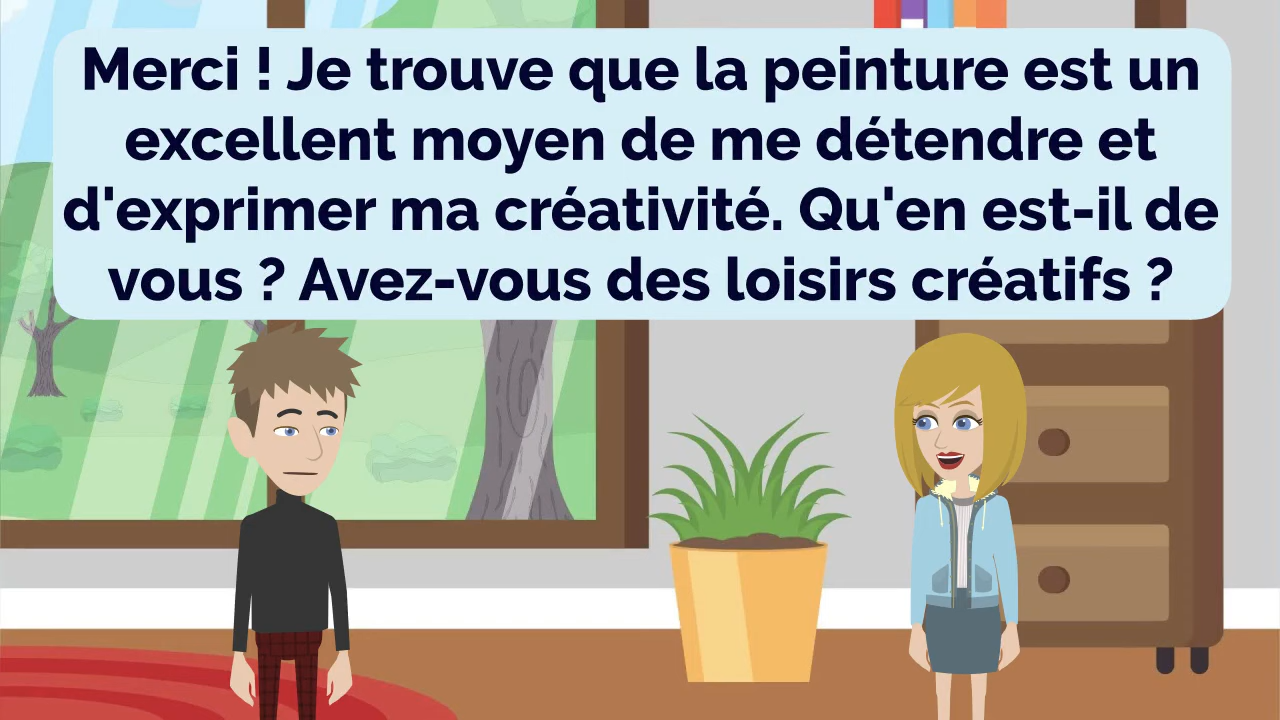 Merci ! Je trouve que la peinture est un
excellent moyen de me détendre et
d'exprimer ma créativité. Qu'en est-il de
vous ? Avez-vous des loisirs créatifs ?